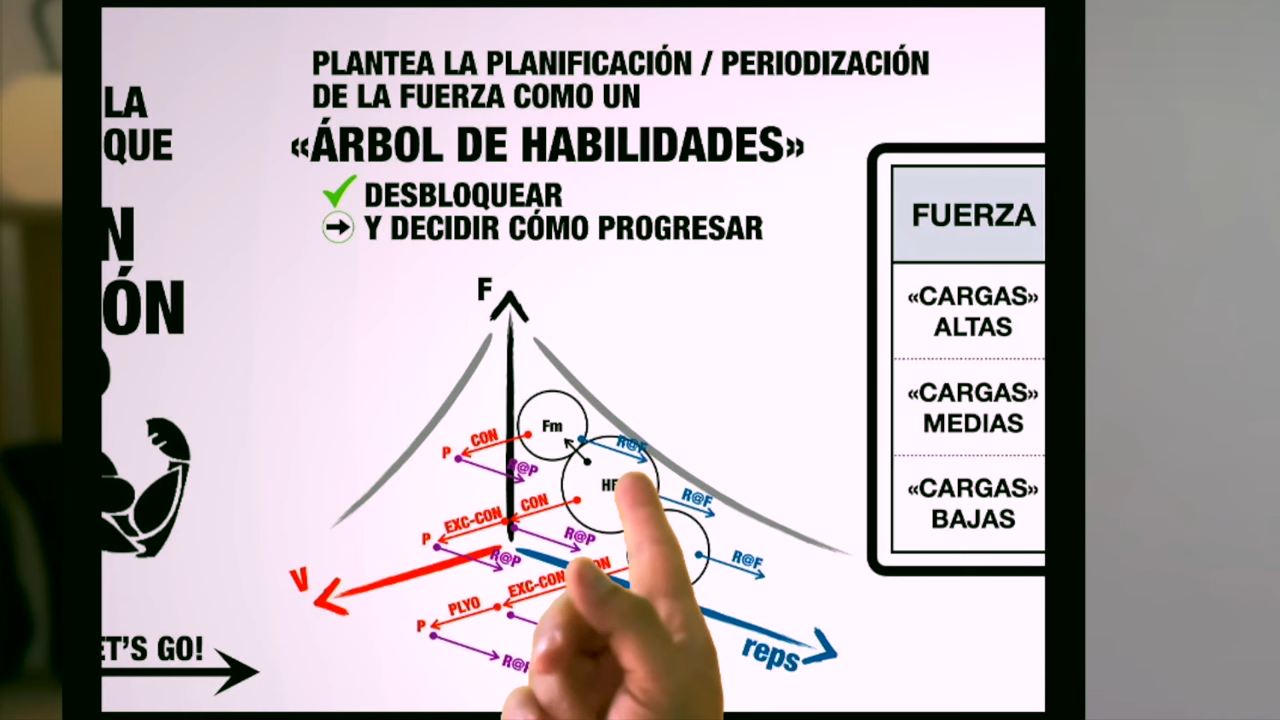 LA
QUE
N
ÓN
ET'S GO!
PLANTEA LA PLANIFICACIÓN / PERIODIZACIÓN
DE LA FUERZA COMO UN
«ÁRBOL DE HABILIDADES»
DESBLOQUEAR
Y DECIDIR CÓMO PROGRESAR
F
Fm
CON
P
R@P
R@F
R@F
CON
EXC-CON
P
R@P
R@P
R@F
V
EXC-CON
PLYO
P
reps
FUERZA
«CARGAS»
ALTAS
«CARGAS»
MEDIAS
«CARGAS»
BAJAS